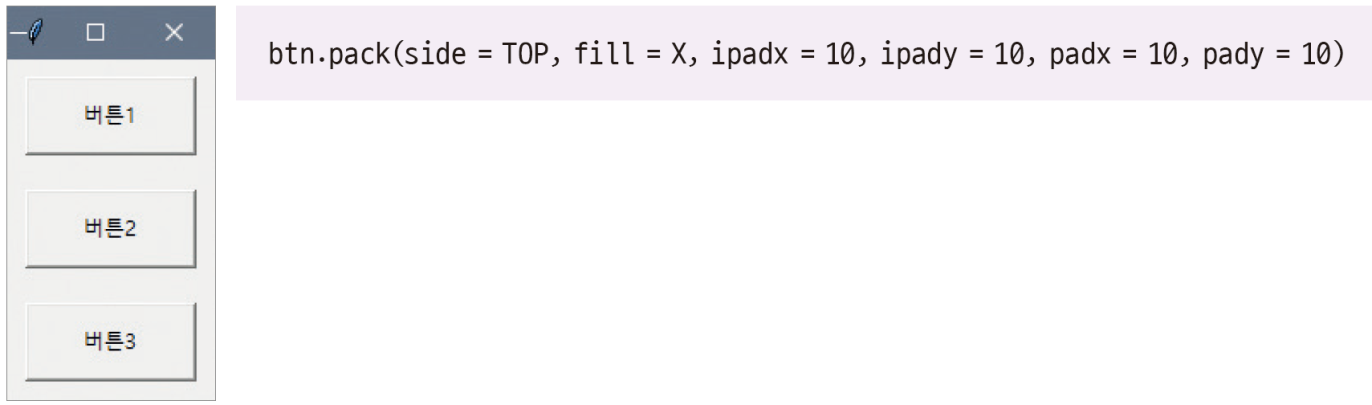 btn.pack(side = TOP, fill = X, ipadx = 10, ipady = 10, padx = 10, pady = 10)
버튼1
버튼2
버튼3